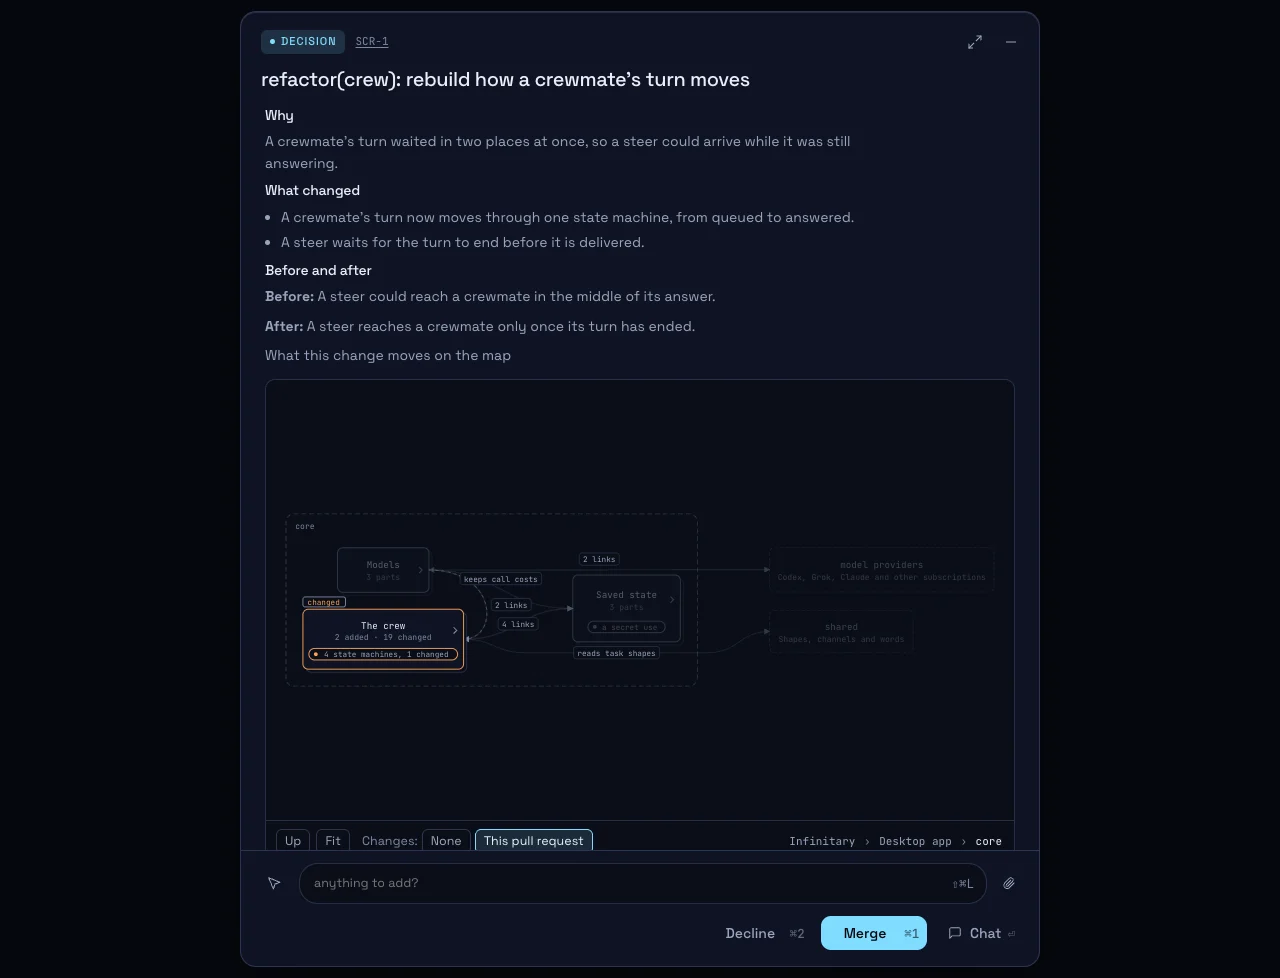 DECISION SCR-1
refactor(crew): rebuild how a crewmate's turn moves
Why
A crewmate's turn waited in two places at once, so a steer could arrive while it was still
answering.
What changed
• A crewmate's turn now moves through one state machine, from queued to answered.
• A steer waits for the turn to end before it is delivered.
Before and after
Before: A steer could reach a crewmate in the middle of its answer.
After: A steer reaches a crewmate only once its turn has ended.
What this change moves on the map
core
Models
3 parts
2 links
keeps call costs
model providers
Codex, Grok, Claude and other subscriptions
changed
The crew
2 added · 19 changed
4 state machines, 1 changed
2 links
4 links
Saved state
3 parts
a secret use
reads task shapes
shared
Shapes, channels and words
Up Fit Changes: None This pull request Infinitary › Desktop app › core
anything to add? ⇧⌘L
Decline ⌘2 Merge ⌘1 Chat ⏎